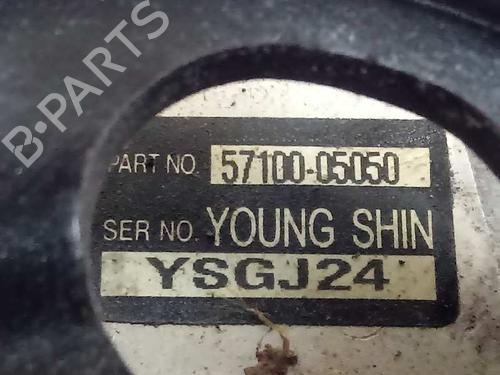 B-PARTS
PART NO. 57100-05050
SER NO. YOUNG SHIN
YSGJ24